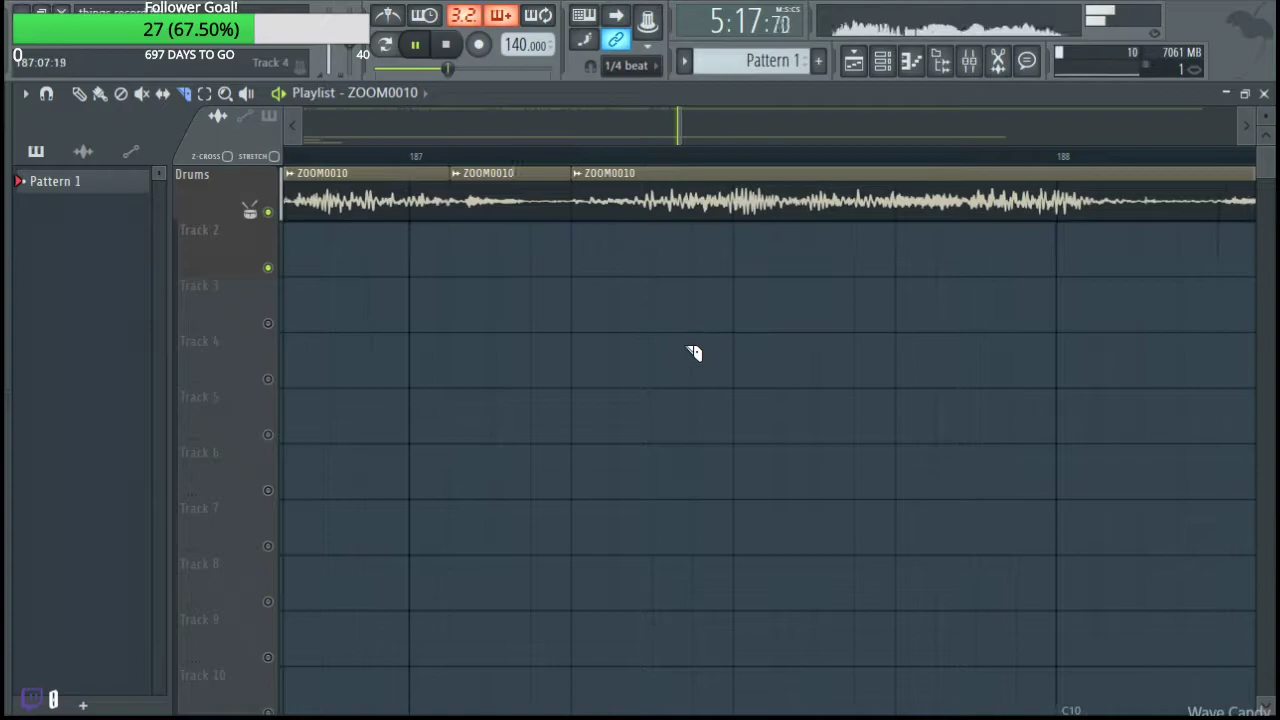 Follower Goal!
27 (67.50%)
0
697 DAYS TO GO
40
187:07:19
Track 4
3.2.
140.000
1/4 beat
5:17:70
M:S:CS
Pattern 1
+
10
7061 MB
1
Playlist - ZOOM0010
Z-CROSS
STRETCH
187
188
Pattern 1
Drums
ZOOM0010
ZOOM0010
ZOOM0010
Track 2
Track 3
Track 4
Track 5
Track 6
Track 7
Track 8
Track 9
Track 10
0
+
C10
Wave Candy